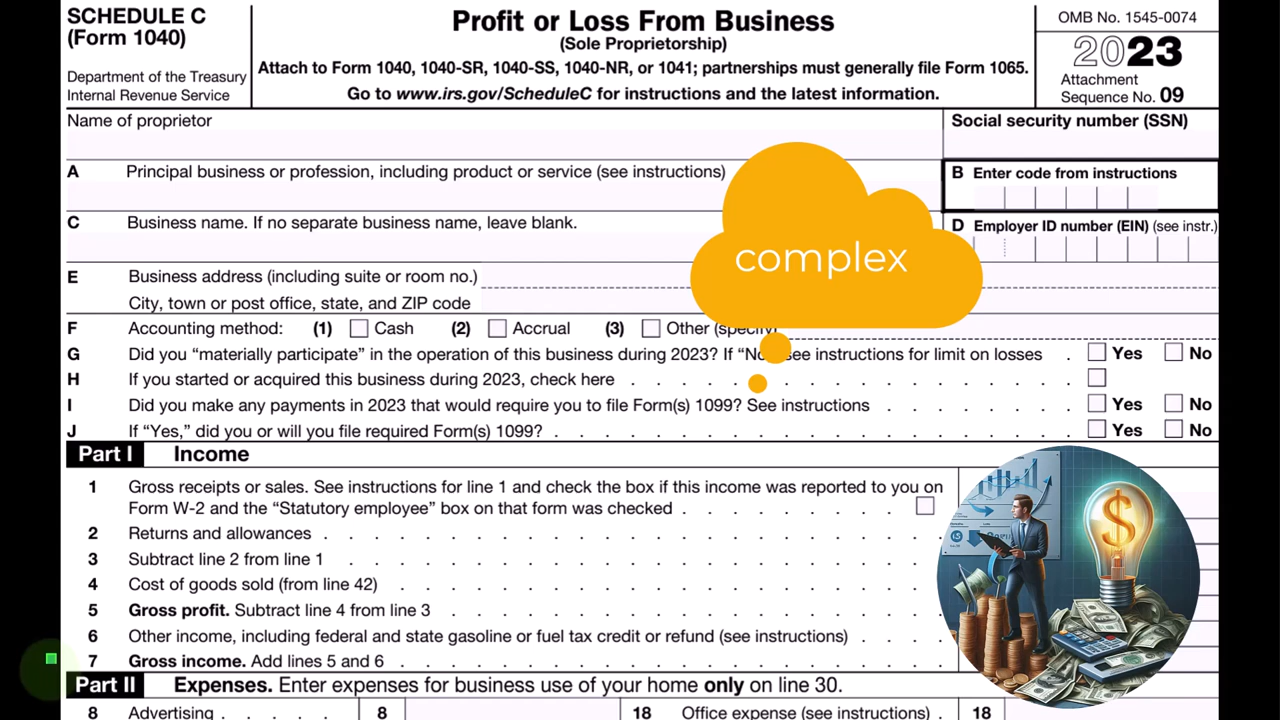 SCHEDULE C
(Form 1040)
Department of the Treasury
Internal Revenue Service
Profit or Loss From Business
(Sole Proprietorship)
Attach to Form 1040, 1040-SR, 1040-SS, 1040-NR, or 1041; partnerships must generally file Form 1065.
Go to www.irs.gov/ScheduleC for instructions and the latest information.
OMB No. 1545-0074
2023
Attachment
Sequence No. 09
Name of proprietor
Social security number (SSN)
A Principal business or profession, including product or service (see instructions)
B Enter code from instructions
C Business name. If no separate business name, leave blank.
D Employer ID number (EIN) (see instr.)
complex
E Business address (including suite or room no.)
City, town or post office, state, and ZIP code
F Accounting method: (1) Cash (2) Accrual (3) Other (specify)
G Did you “materially participate” in the operation of this business during 2023? If “No, see instructions for limit on losses . Yes No
H If you started or acquired this business during 2023, check here . . . . . . . . . . . . . . . . . .
I Did you make any payments in 2023 that would require you to file Form(s) 1099? See instructions . . . . . . . . Yes No
J If “Yes,” did you or will you file required Form(s) 1099? . . . . . . . . . . . . . . . . . . . . Yes No
Part I Income
1 Gross receipts or sales. See instructions for line 1 and check the box if this income was reported to you on
Form W-2 and the “Statutory employee” box on that form was checked . . . . . . . . .
2 Returns and allowances . . . . . . . . . . . . . . . . . . . . . . .
3 Subtract line 2 from line 1 . . . . . . . . . . . . . . . . . . . . . .
4 Cost of goods sold (from line 42) . . . . . . . . . . . . . . . . . . . .
5 Gross profit. Subtract line 4 from line 3 . . . . . . . . . . . . . . . . . .
6 Other income, including federal and state gasoline or fuel tax credit or refund (see instructions) . . . .
7 Gross income. Add lines 5 and 6 . . . . . . . . . . . . . . . . . . . .
Part II Expenses. Enter expenses for business use of your home only on line 30.
8 Advertising . . . . . 8
18 Office expense (see instructions) . 18